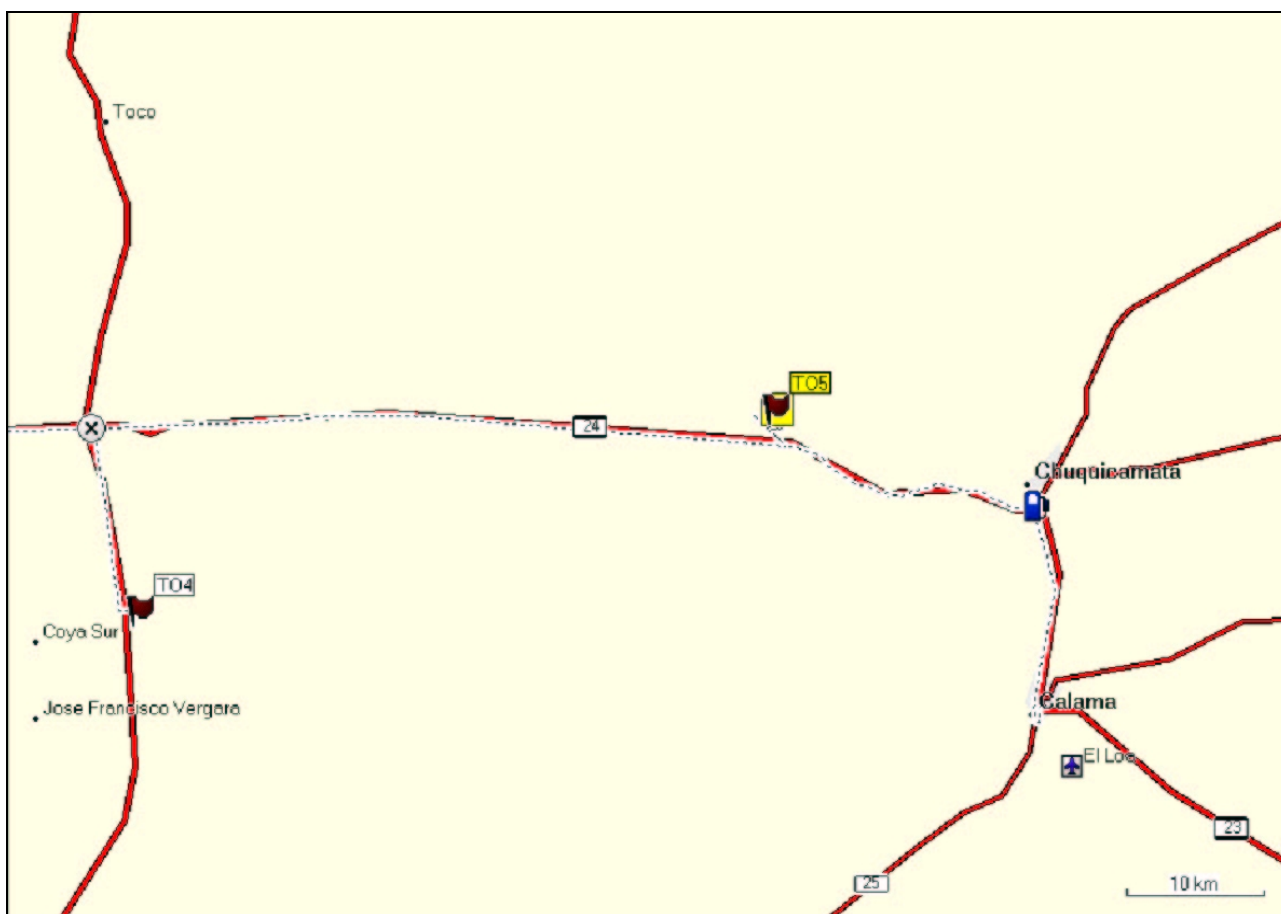 Toco
TO5
24
Chuquicamata
TO4
Coya Sur
Jose Francisco Vergara
Calama
El Loa
23
25
10 km